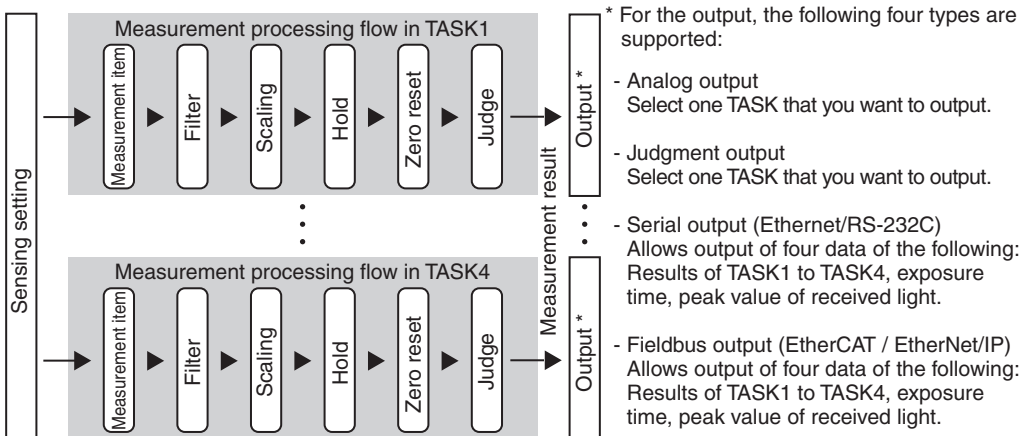 Sensing setting
Measurement processing flow in TASK1
Measurement item
Filter
Scaling
Hold
Zero reset
Judge
Measurement processing flow in TASK4
Measurement item
Filter
Scaling
Hold
Zero reset
Judge
Measurement result
Output *
Output *
* For the output, the following four types are
supported:
- Analog output
Select one TASK that you want to output.
- Judgment output
Select one TASK that you want to output.
- Serial output (Ethernet/RS-232C)
Allows output of four data of the following:
Results of TASK1 to TASK4, exposure
time, peak value of received light.
- Fieldbus output (EtherCAT / EtherNet/IP)
Allows output of four data of the following:
Results of TASK1 to TASK4, exposure
time, peak value of received light.